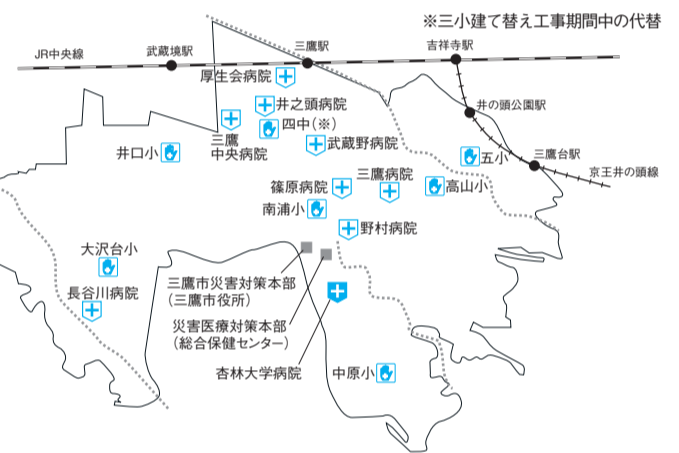 ※三小建て替え工事期間中の代替
JR中央線
武蔵境駅
三鷹駅
吉祥寺駅
厚生会病院
井之頭病院
井の頭公園駅
四中(※)
三鷹
中央病院
武蔵野病院
井口小
五小
三鷹台駅
京王井の頭線
三鷹病院
篠原病院
高山小
南浦小
野村病院
大沢台小
長谷川病院
三鷹市災害対策本部
(三鷹市役所)
災害医療対策本部
(総合保健センター)
杏林大学病院
中原小